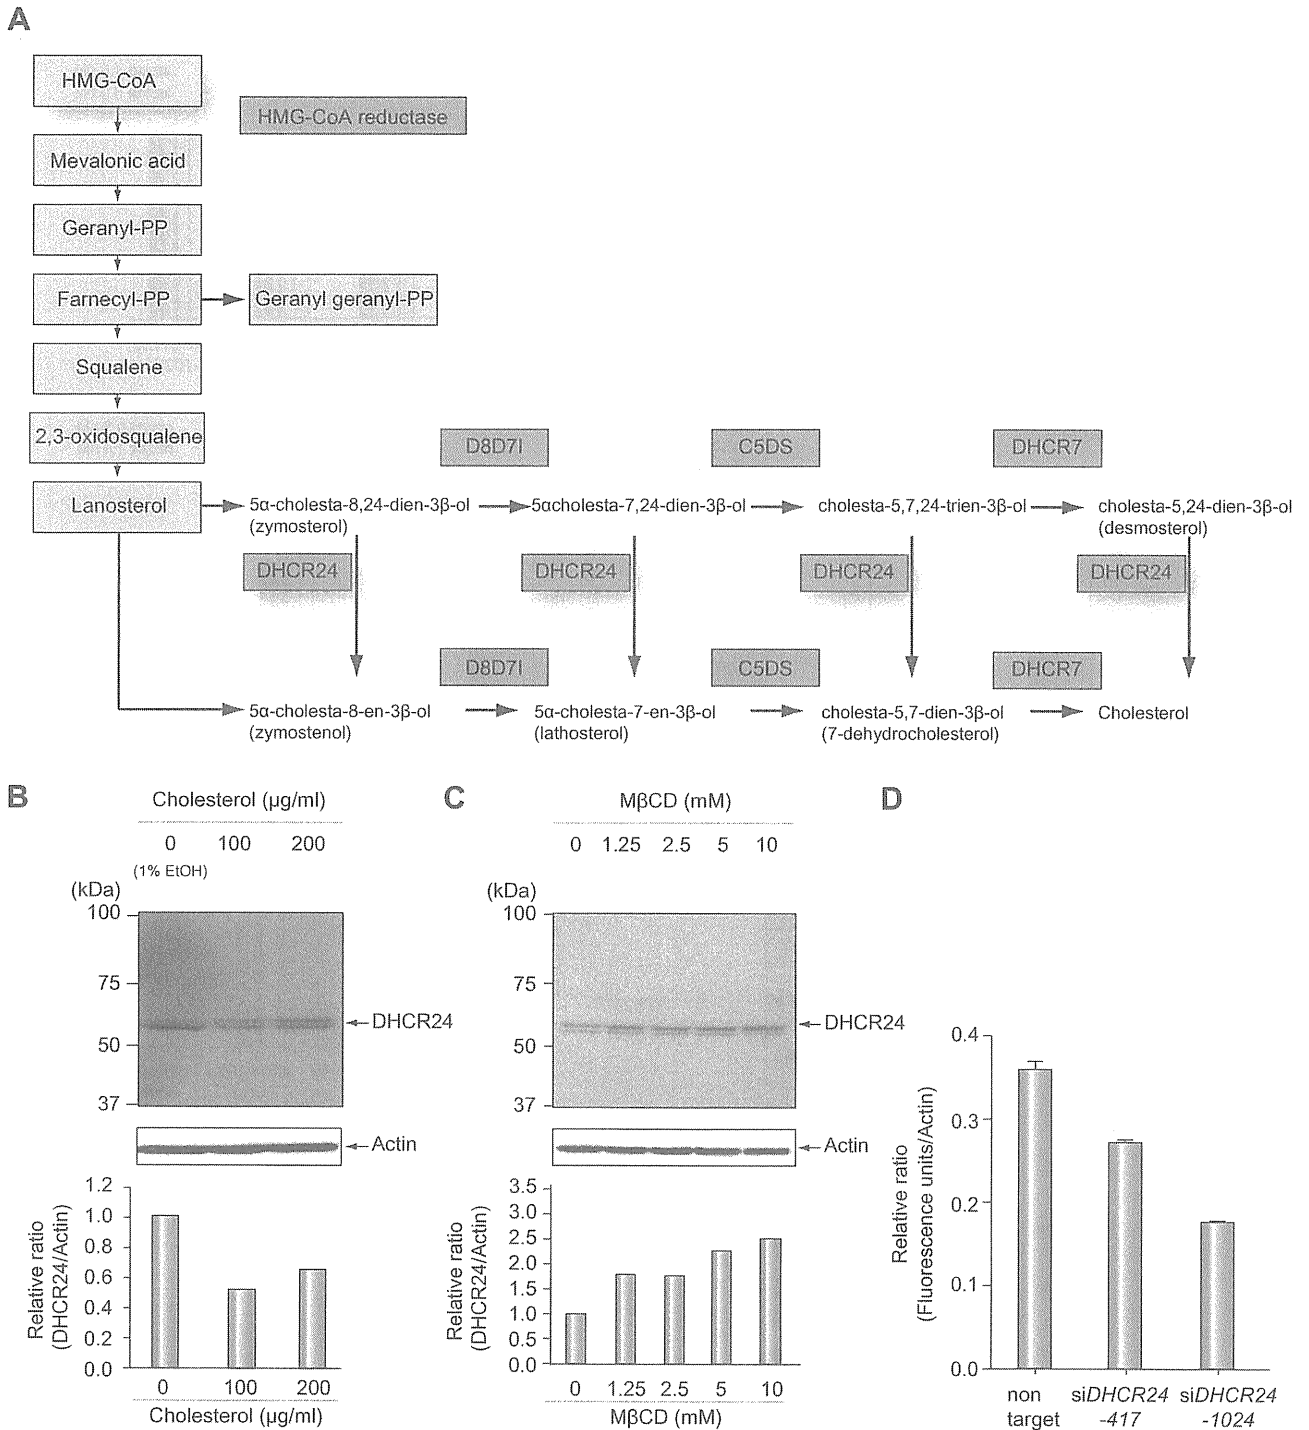 A
HMG-CoA
HMG-CoA reductase
Mevalonic acid
Geranyl-PP
Farnecyl-PP
Geranyl geranyl-PP
Squalene
2,3-oxidosqualene
D8D7I
C5DS
DHCR7
Lanosterol
5α-cholesta-8,24-dien-3β-ol
(zymosterol)
5αcholesta-7,24-dien-3β-ol
cholesta-5,7,24-trien-3β-ol
cholesta-5,24-dien-3β-ol
(desmosterol)
DHCR24
DHCR24
DHCR24
DHCR24
D8D7I
C5DS
DHCR7
5α-cholesta-8-en-3β-ol
(zymostenol)
5α-cholesta-7-en-3β-ol
(lathosterol)
cholesta-5,7-dien-3β-ol
(7-dehydrocholesterol)
Cholesterol
B
Cholesterol (μg/ml)
0 100 200
(1% EtOH)
(kDa)
100
75
50
37
DHCR24
Actin
1.2
1.0
0.8
0.6
0.4
0.2
0.0
Relative ratio
(DHCR24/Actin)
0 100 200
Cholesterol (μg/ml)
C
MβCD (mM)
0 1.25 2.5 5 10
(kDa)
100
75
50
37
DHCR24
Actin
3.5
3.0
2.5
2.0
1.5
1.0
0.5
0.0
Relative ratio
(DHCR24/Actin)
0 1.25 2.5 5 10
MβCD (mM)
D
0.4
0.3
0.2
0.1
0.0
Relative ratio
(Fluorescence units/Actin)
non
target
siDHCR24
-417
siDHCR24
-1024